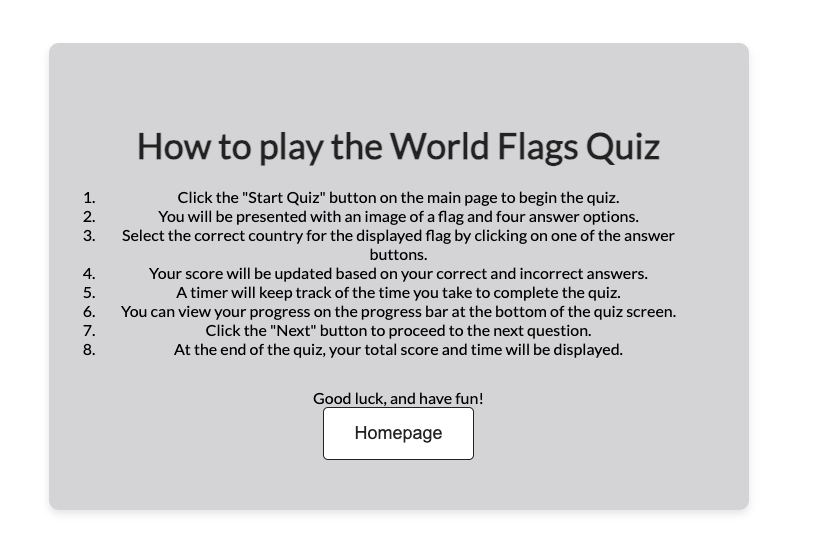 How to play the World Flags Quiz
1. Click the "Start Quiz" button on the main page to begin the quiz.
2. You will be presented with an image of a flag and four answer options.
3. Select the correct country for the displayed flag by clicking on one of the answer
buttons.
4. Your score will be updated based on your correct and incorrect answers.
5. A timer will keep track of the time you take to complete the quiz.
6. You can view your progress on the progress bar at the bottom of the quiz screen.
7. Click the "Next" button to proceed to the next question.
8. At the end of the quiz, your total score and time will be displayed.
Good luck, and have fun!
Homepage